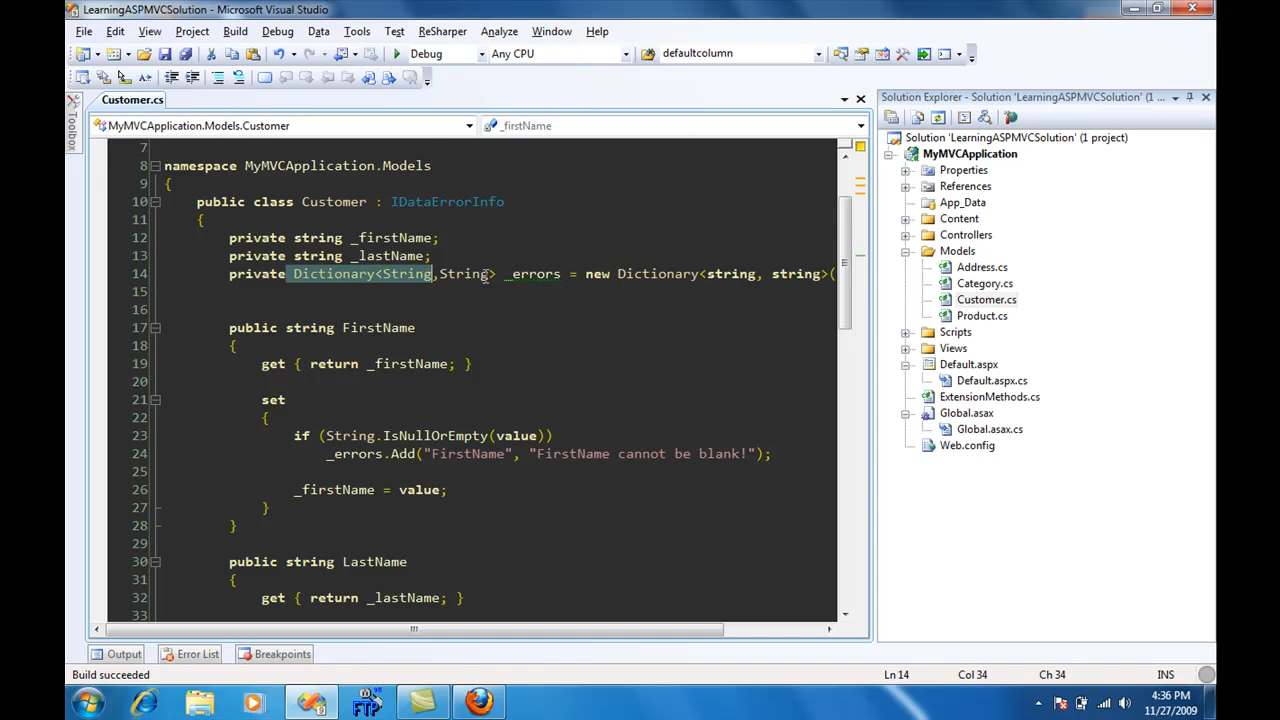 LearningASPMVCSolution - Microsoft Visual Studio
File Edit View Project Build Debug Data Tools Test ReSharper Analyze Window Help
Debug Any CPU defaultcolumn
Toolbox
Customer.cs
MyMVCApplication.Models.Customer _firstName
7
8 namespace MyMVCApplication.Models
9 {
10 public class Customer : IDataErrorInfo
11 {
12 private string _firstName;
13 private string _lastName;
14 private Dictionary<String,String> _errors = new Dictionary<string, string>(
15
16
17 public string FirstName
18 {
19 get { return _firstName; }
20
21 set
22 {
23 if (String.IsNullOrEmpty(value))
24 _errors.Add("FirstName", "FirstName cannot be blank!");
25
26 _firstName = value;
27 }
28 }
29
30 public string LastName
31 {
32 get { return _lastName; }
33
Solution Explorer - Solution 'LearningASPMVCSolution' (1 ...
Solution 'LearningASPMVCSolution' (1 project)
MyMVCApplication
Properties
References
App_Data
Content
Controllers
Models
Address.cs
Category.cs
Customer.cs
Product.cs
Scripts
Views
Default.aspx
Default.aspx.cs
ExtensionMethods.cs
Global.asax
Global.asax.cs
Web.config
Output Error List Breakpoints
Build succeeded Ln 14 Col 34 Ch 34 INS
FTP
4:36 PM
11/27/2009